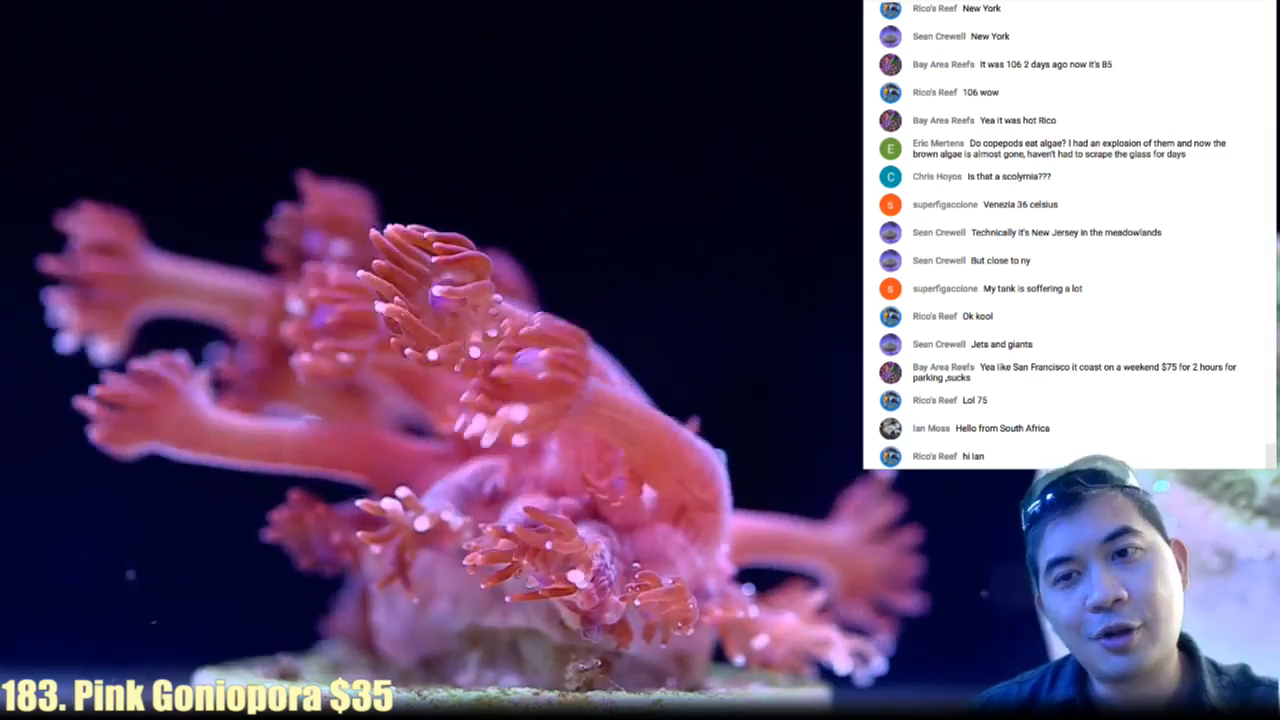 Rico's Reef New York
Sean Crewell New York
Bay Area Reefs It was 106 2 days ago now it's 85
Rico's Reef 106 wow
Bay Area Reefs Yea it was hot Rico
E Eric Mertens Do copepods eat algae? I had an explosion of them and now the
brown algae is almost gone, haven't had to scrape the glass for days
C Chris Hoyos Is that a scolymia???
s superfigaccione Venezia 36 celsius
Sean Crewell Technically it's New Jersey in the meadowlands
Sean Crewell But close to ny
s superfigaccione My tank is soffering a lot
Rico's Reef Ok kool
Sean Crewell Jets and giants
Bay Area Reefs Yea like San Francisco it coast on a weekend $75 for 2 hours for
parking ,sucks
Rico's Reef Lol 75
Ian Moss Hello from South Africa
Rico's Reef hi Ian
183. Pink Goniopora $35